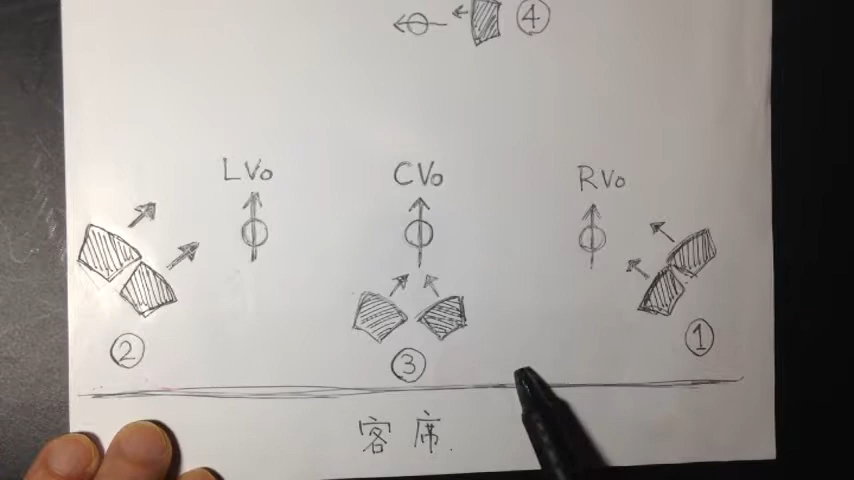 ④
LVo CVo RVo
② ③ ①
客席.